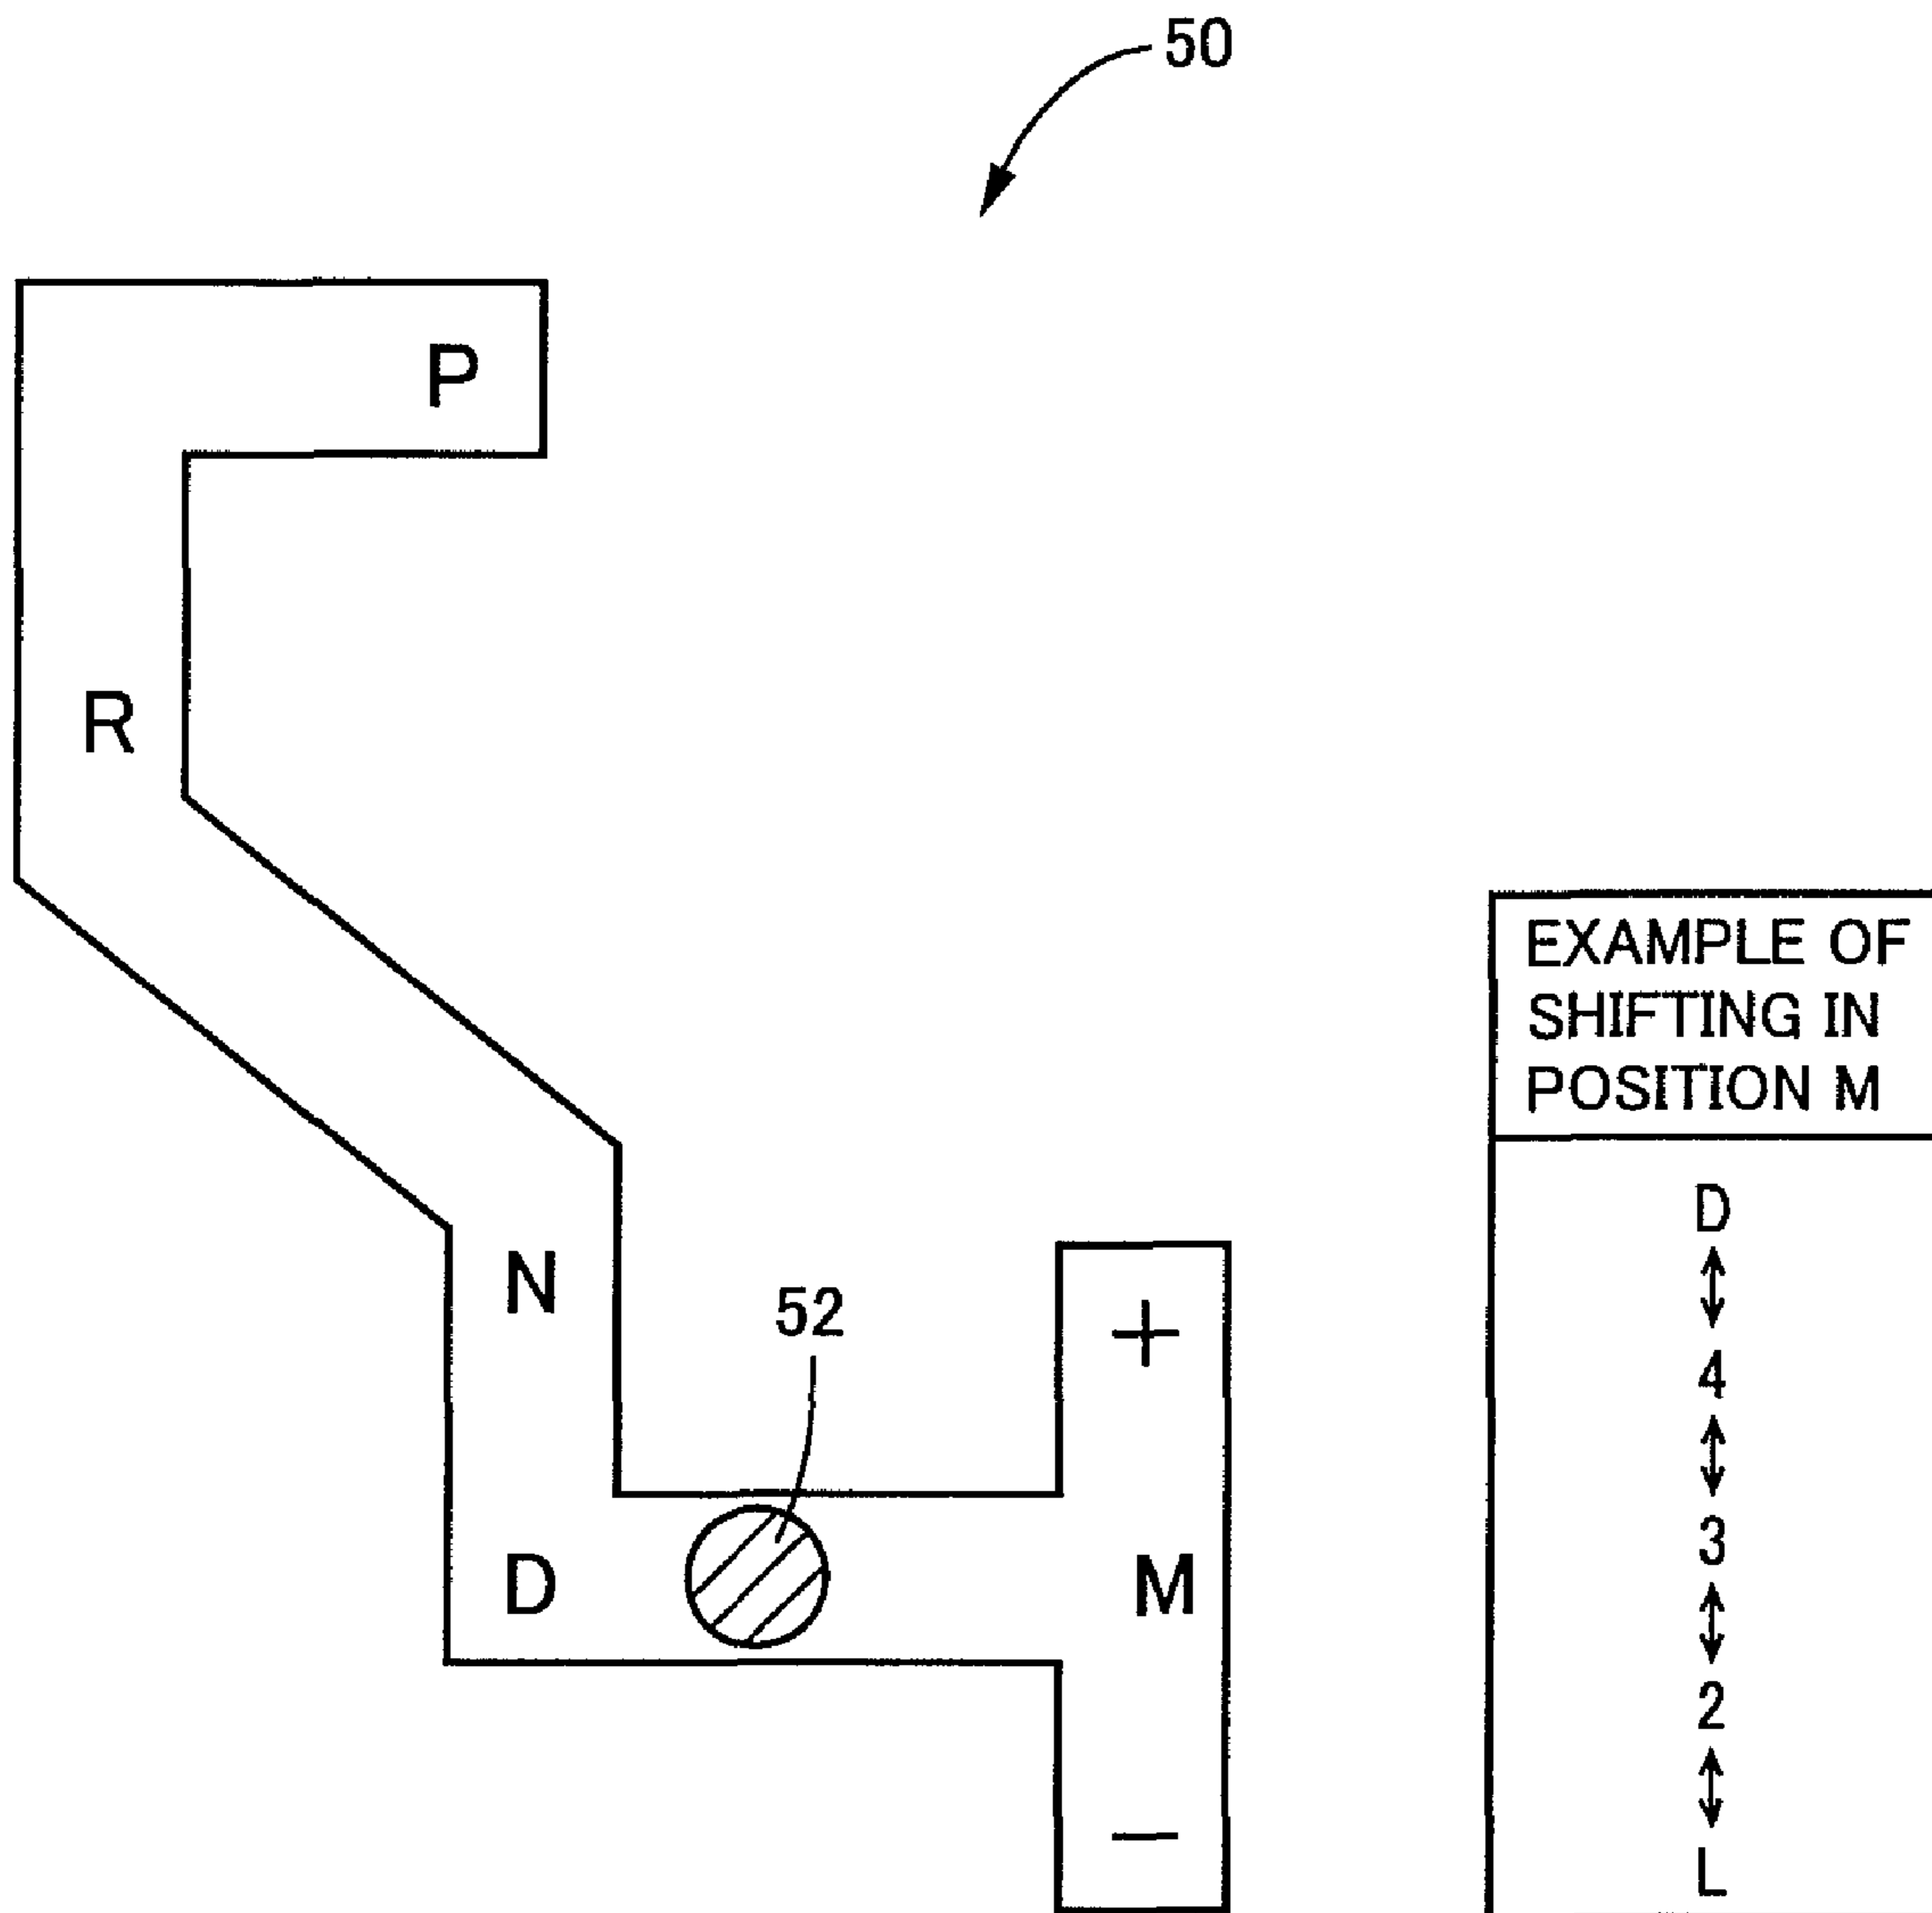 50
P
R
N
52
+
D
M
−
EXAMPLE OF
SHIFTING IN
POSITION M
D
4
3
2
L